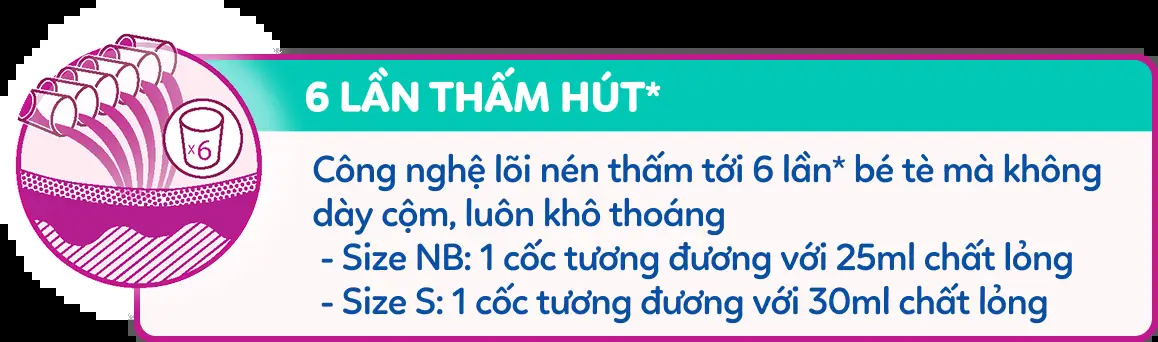 x6
6 LẦN THẤM HÚT*
Công nghệ lõi nén thấm tới 6 lần* bé tè mà không
dày cộm, luôn khô thoáng
- Size NB: 1 cốc tương đương với 25ml chất lỏng
- Size S: 1 cốc tương đương với 30ml chất lỏng